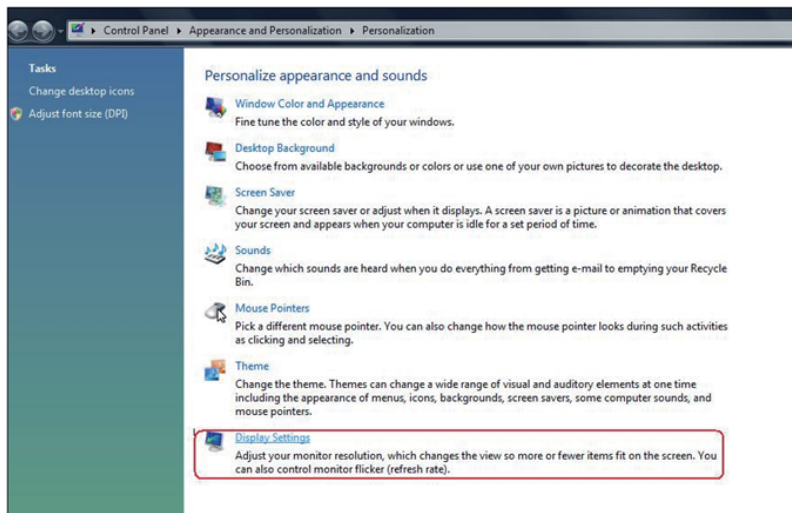 Control Panel ▸ Appearance and Personalization ▸ Personalization
Tasks
Change desktop icons
Adjust font size (DPI)
Personalize appearance and sounds
Window Color and Appearance
Fine tune the color and style of your windows.
Desktop Background
Choose from available backgrounds or colors or use one of your own pictures to decorate the desktop.
Screen Saver
Change your screen saver or adjust when it displays. A screen saver is a picture or animation that covers
your screen and appears when your computer is idle for a set period of time.
Sounds
Change which sounds are heard when you do everything from getting e-mail to emptying your Recycle
Bin.
Mouse Pointers
Pick a different mouse pointer. You can also change how the mouse pointer looks during such activities
as clicking and selecting.
Theme
Change the theme. Themes can change a wide range of visual and auditory elements at one time
including the appearance of menus, icons, backgrounds, screen savers, some computer sounds, and
mouse pointers.
Display Settings
Adjust your monitor resolution, which changes the view so more or fewer items fit on the screen. You
can also control monitor flicker (refresh rate).